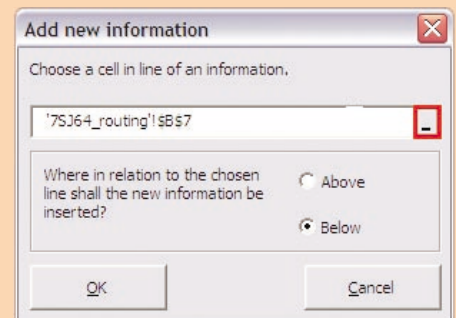 Add new information
Choose a cell in line of an information.
'7SJ64_routing'!$B$7
Where in relation to the chosen
line shall the new information be
inserted?
Above
Below
OK
Cancel